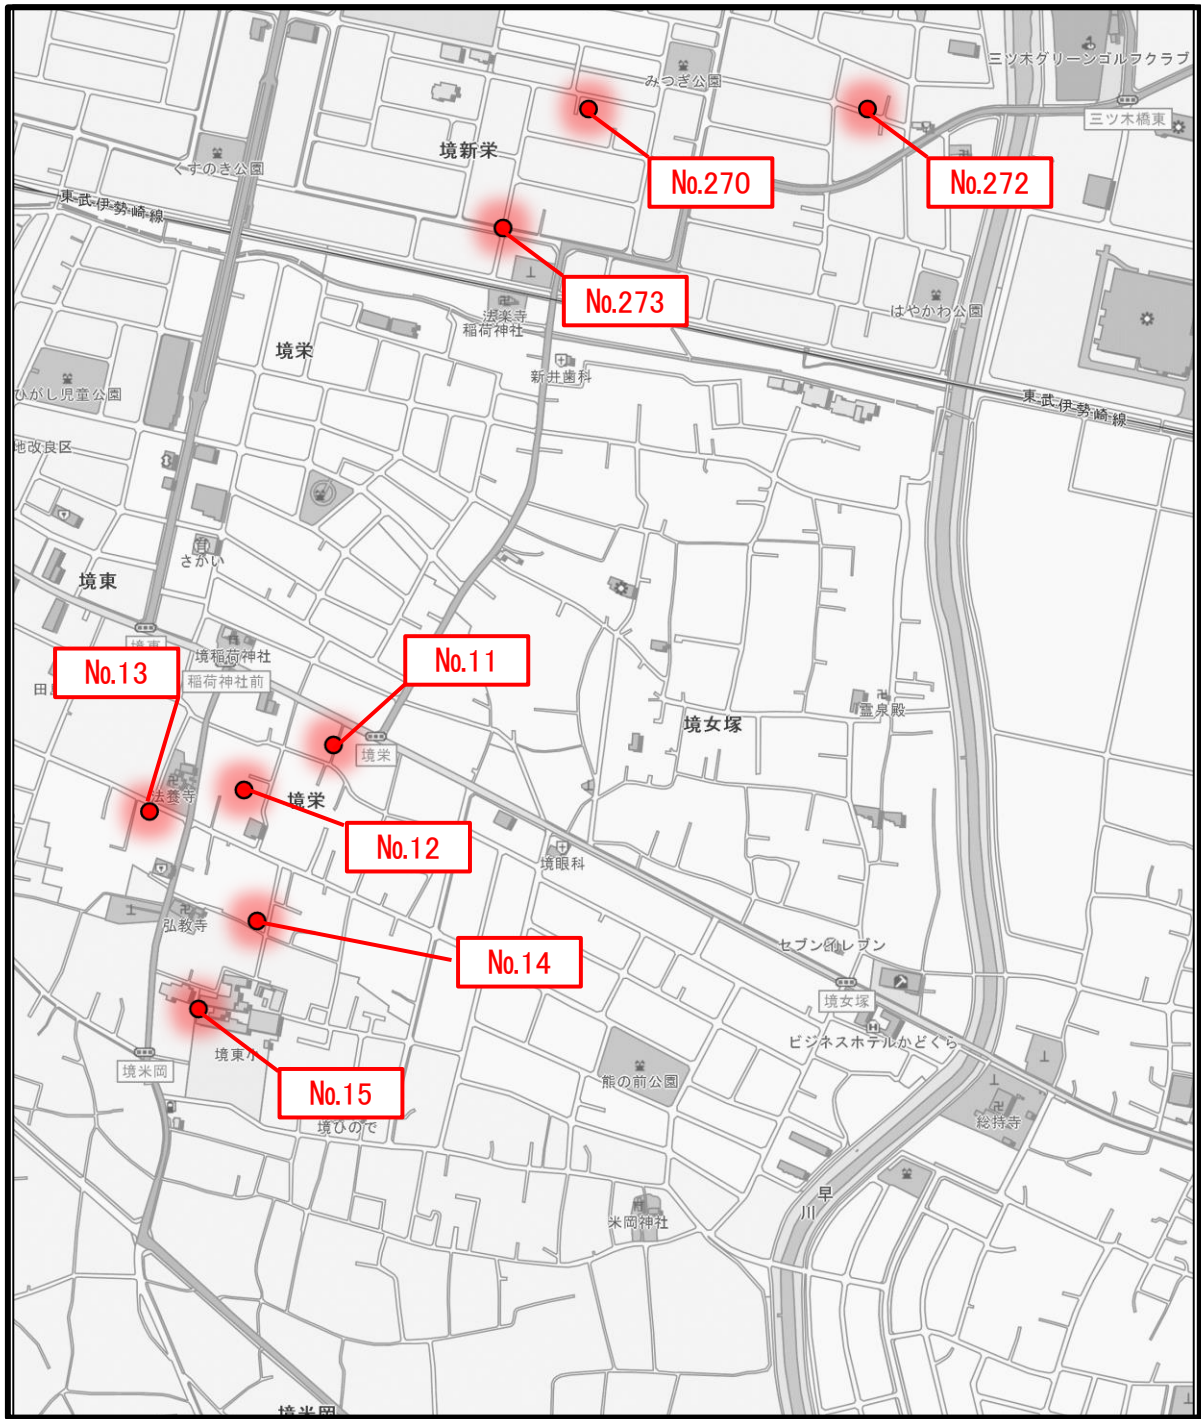 三ツ木グリーンゴルフクラブ
みつぎ公園
三ツ木橋東
境新栄
くすのき公園
No.270
No.272
東武伊勢崎線
No.273
はやかわ公園
法楽寺
稲荷神社
境栄
新井歯科
ひがし児童公園
東武伊勢崎線
地改良区
さかい
境東
境東
境稲荷神社
No.11
No.13
稲荷神社前
霊泉殿
境女塚
境栄
法養寺
境栄
No.12
境眼科
弘教寺
セブンイレブン
No.14
境女塚
ビジネスホテルかどくら
境東小
境米岡
熊の前公園
No.15
総持寺
境ひので
早川
米岡神社
境米岡